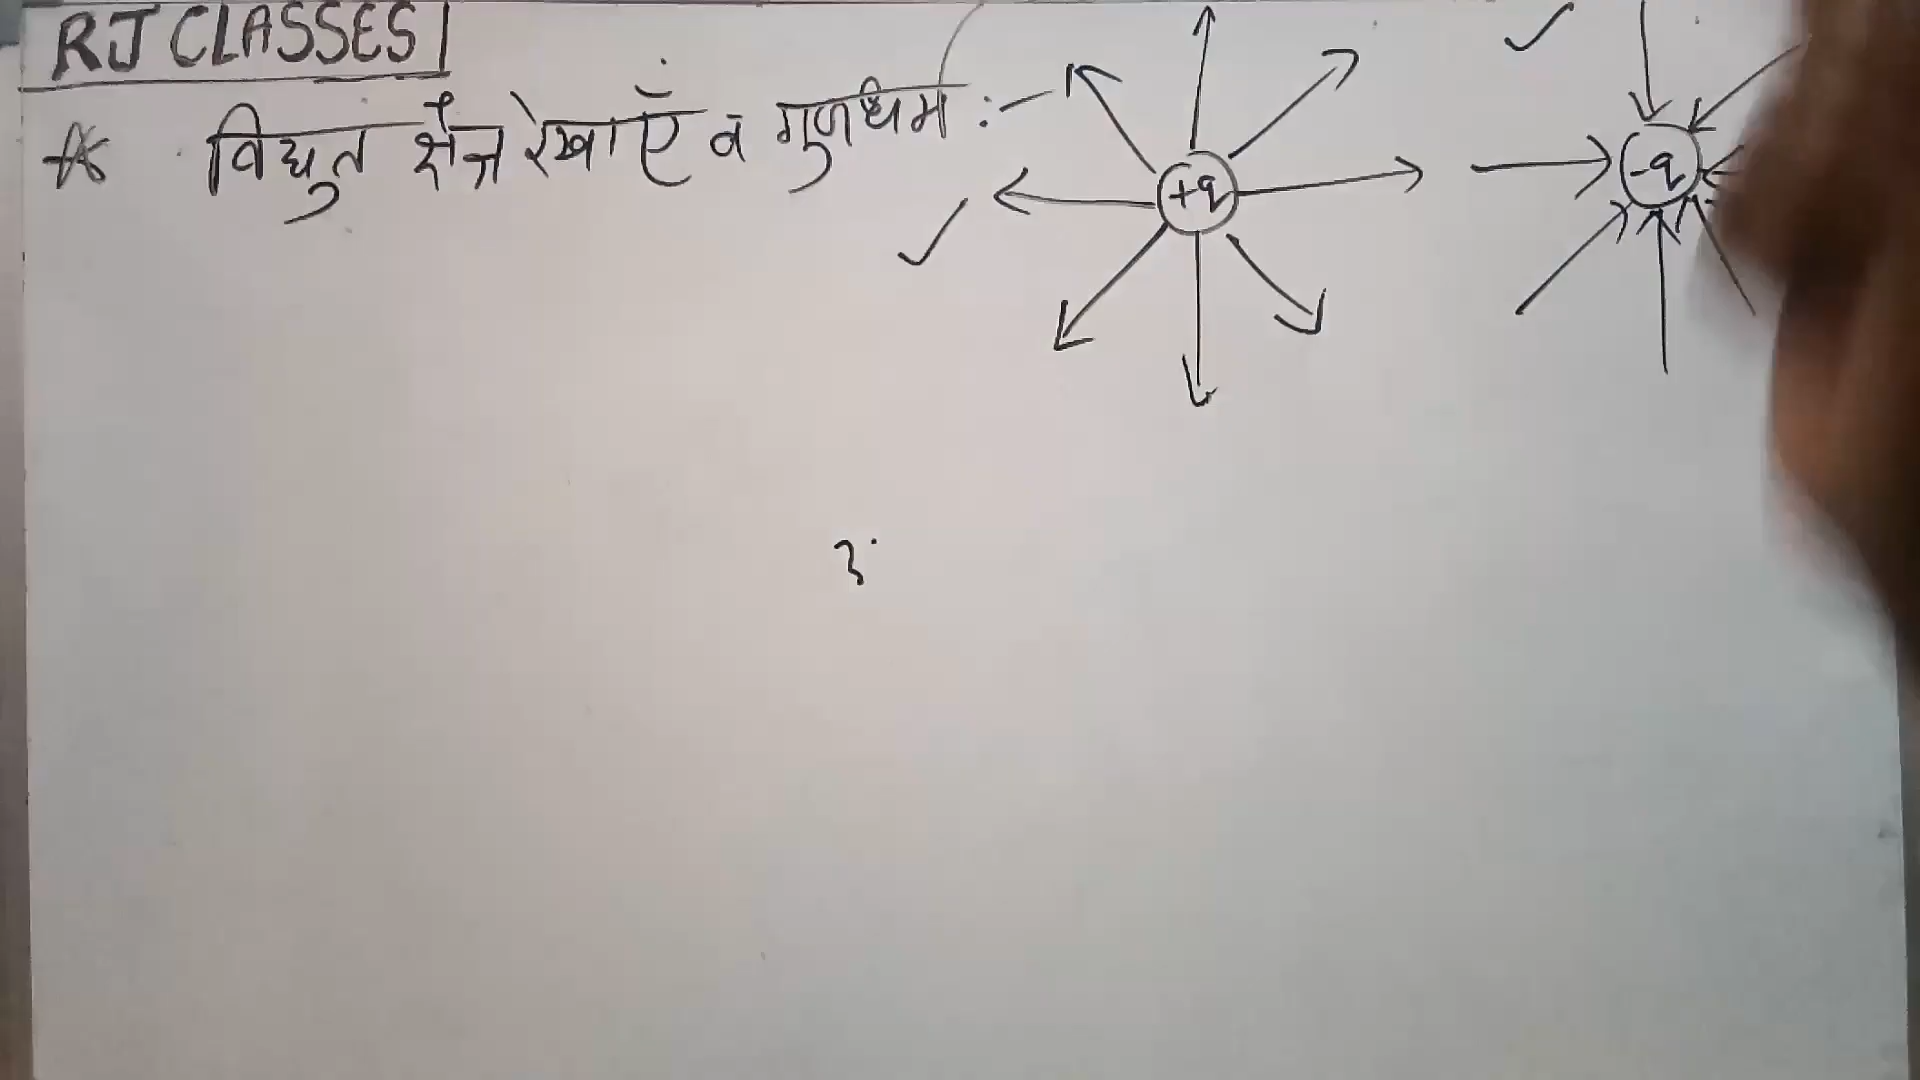 RJ CLASSES
विधुत क्षैत्र रेखाएँ व गुणधर्म :-
+q
-q